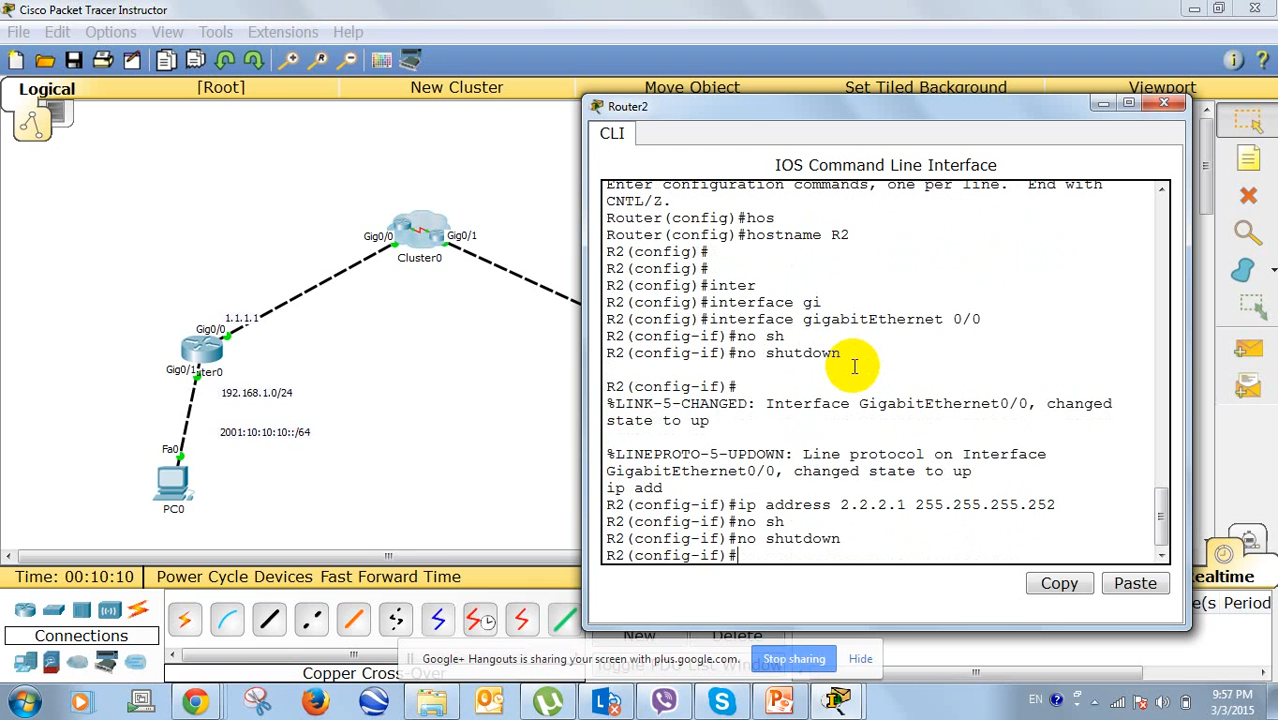 Cisco Packet Tracer Instructor
File Edit Options View Tools Extensions Help
Logical [Root] New Cluster Move Object Set Tiled Background Viewport
Router2
CLI
IOS Command Line Interface
Enter configuration commands, one per line. End with
CNTL/Z.
Router(config)#hos
Router(config)#hostname R2
R2(config)#
R2(config)#
R2(config)#inter
R2(config)#interface gi
R2(config)#interface gigabitEthernet 0/0
R2(config-if)#no sh
R2(config-if)#no shutdown
R2(config-if)#
%LINK-5-CHANGED: Interface GigabitEthernet0/0, changed
state to up
%LINEPROTO-5-UPDOWN: Line protocol on Interface
GigabitEthernet0/0, changed state to up
ip add
R2(config-if)#ip address 2.2.2.1 255.255.255.252
R2(config-if)#no sh
R2(config-if)#no shutdown
R2(config-if)#
Copy Paste
Gig0/0 Gig0/1
Cluster0
1.1.1.1
Gig0/0
Gig0/1 ter0
192.168.1.0/24
2001:10:10:10::/64
Fa0
PC0
Time: 00:10:10 Power Cycle Devices Fast Forward Time
ealtime
Connections
New Delete
(s Period
Google+ Hangouts is sharing your screen with plus.google.com. Stop sharing Hide
Copper Cross-Over
EN
9:57 PM
3/3/2015